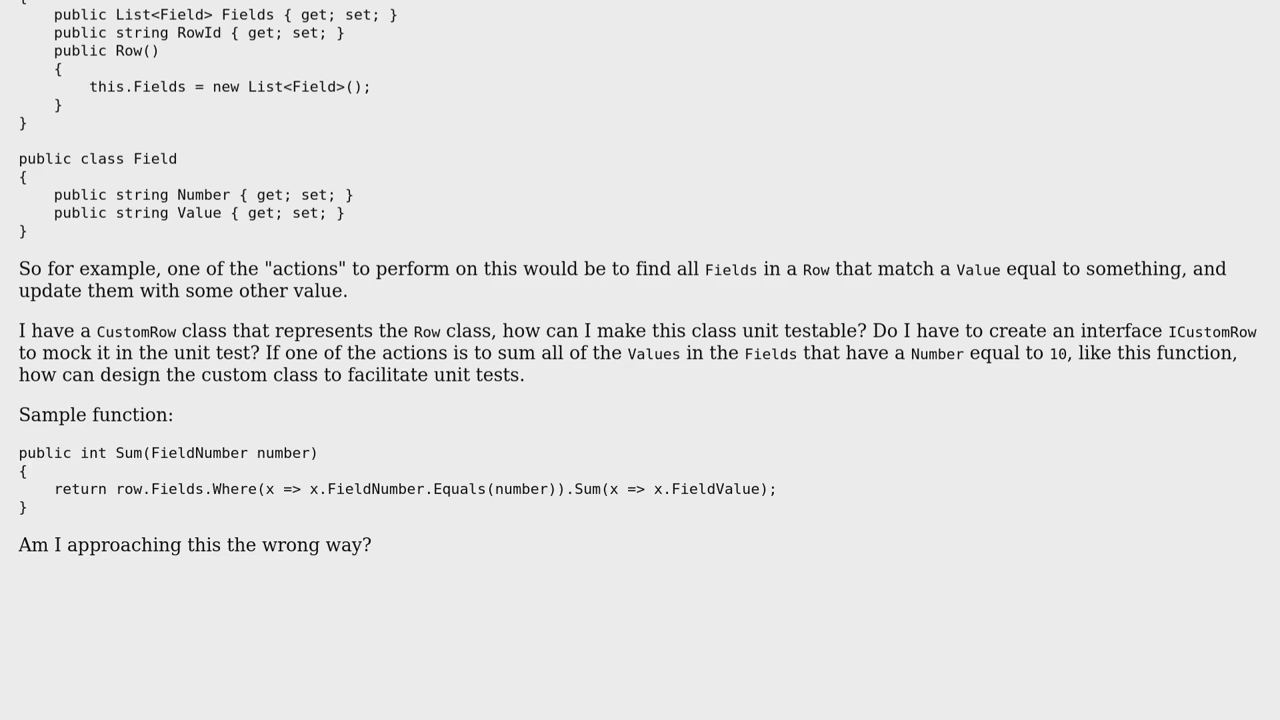 {
    public List<Field> Fields { get; set; }
    public string RowId { get; set; }
    public Row()
    {
        this.Fields = new List<Field>();
    }
}

public class Field
{
    public string Number { get; set; }
    public string Value { get; set; }
}

So for example, one of the "actions" to perform on this would be to find all Fields in a Row that match a Value equal to something, and
update them with some other value.

I have a CustomRow class that represents the Row class, how can I make this class unit testable? Do I have to create an interface ICustomRow
to mock it in the unit test? If one of the actions is to sum all of the Values in the Fields that have a Number equal to 10, like this function,
how can design the custom class to facilitate unit tests.

Sample function:

public int Sum(FieldNumber number)
{
    return row.Fields.Where(x => x.FieldNumber.Equals(number)).Sum(x => x.FieldValue);
}

Am I approaching this the wrong way?